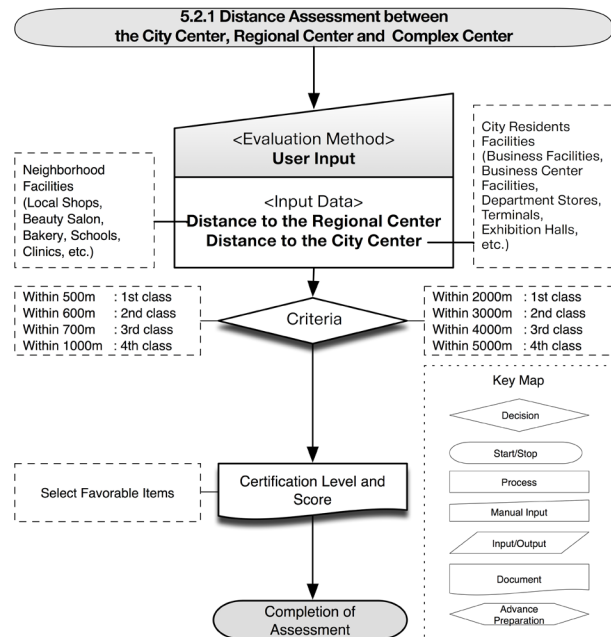 5.2.1 Distance Assessment between
the City Center, Regional Center and Complex Center
<Evaluation Method>
User Input
Neighborhood
Facilities
(Local Shops,
Beauty Salon,
Bakery, Schools,
Clinics, etc.)
<Input Data>
Distance to the Regional Center
Distance to the City Center
City Residents
Facilities
(Business Facilities,
Business Center
Facilities,
Department Stores,
Terminals,
Exhibition Halls,
etc.)
Within 500m : 1st class
Within 600m : 2nd class
Within 700m : 3rd class
Within 1000m : 4th class
Criteria
Within 2000m : 1st class
Within 3000m : 2nd class
Within 4000m : 3rd class
Within 5000m : 4th class
Select Favorable Items
Certification Level and
Score
Completion of
Assessment
Key Map
Decision
Start/Stop
Process
Manual Input
Input/Output
Document
Advance
Preparation